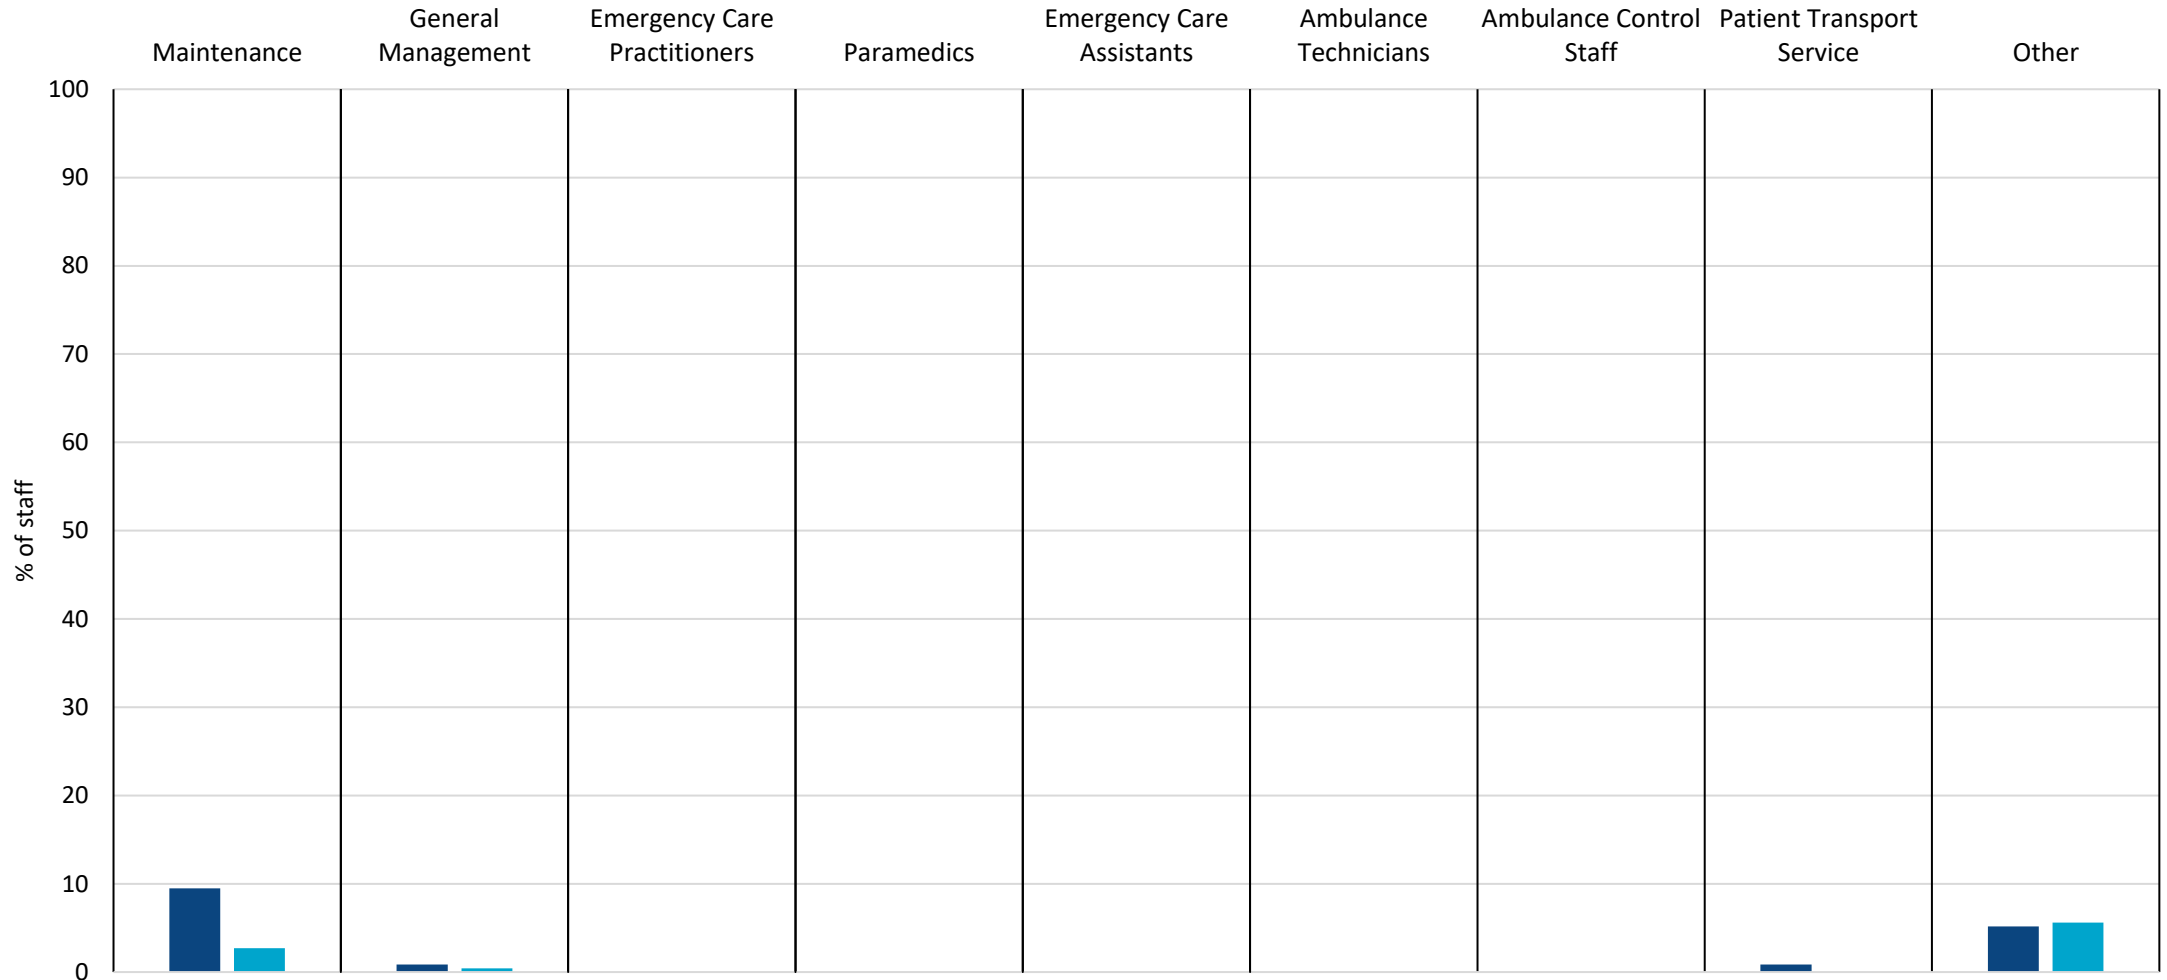 Maintenance
General
Management
Emergency Care
Practitioners
Paramedics
Emergency Care
Assistants
Ambulance
Technicians
Ambulance Control
Staff
Patient Transport
Service
Other
100
90
80
70
60
50
40
30
20
10
0
% of staff